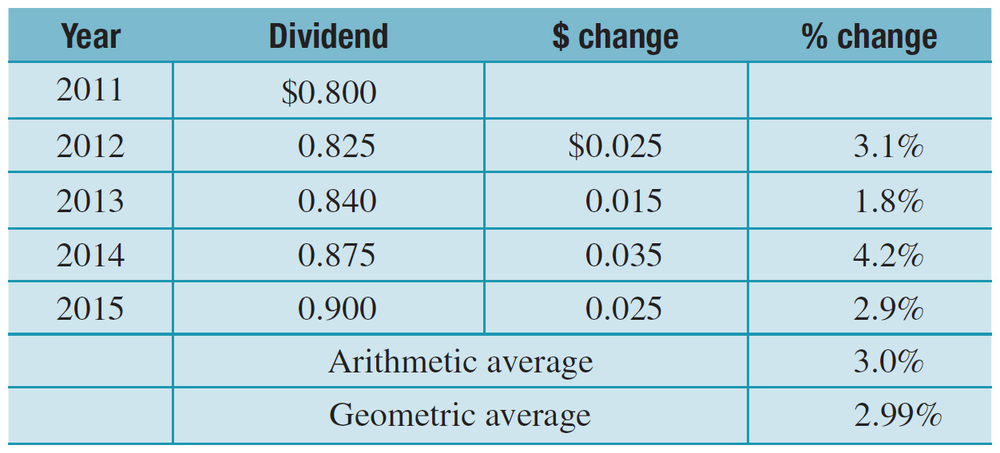 Year Dividend $ change % change
2011 $0.800
2012 0.825 $0.025 3.1%
2013 0.840 0.015 1.8%
2014 0.875 0.035 4.2%
2015 0.900 0.025 2.9%
Arithmetic average 3.0%
Geometric average 2.99%